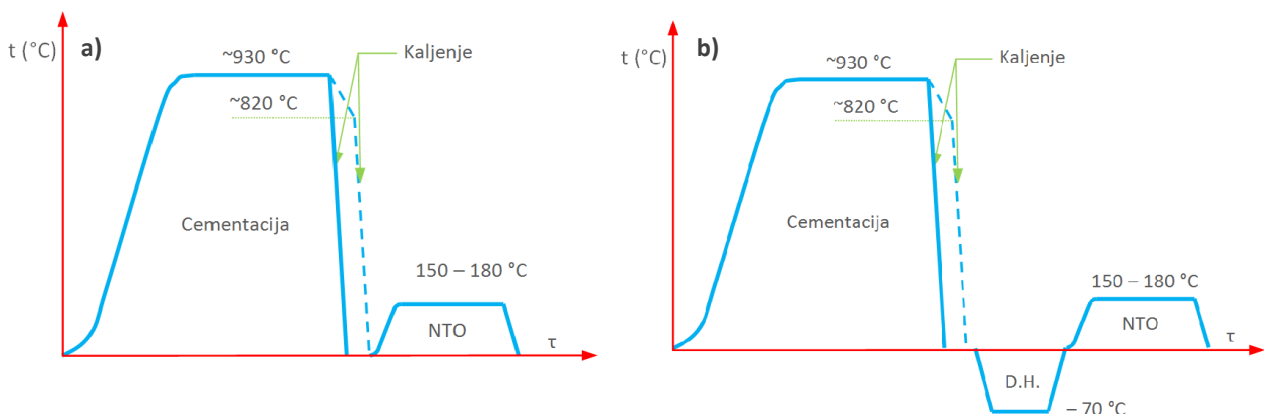 t (°C)
a)
~930 °C
Kaljenje
~820 °C
Cementacija
150 – 180 °C
NTO
τ
t (°C)
b)
~930 °C
Kaljenje
~820 °C
Cementacija
150 – 180 °C
NTO
τ
D.H.
– 70 °C